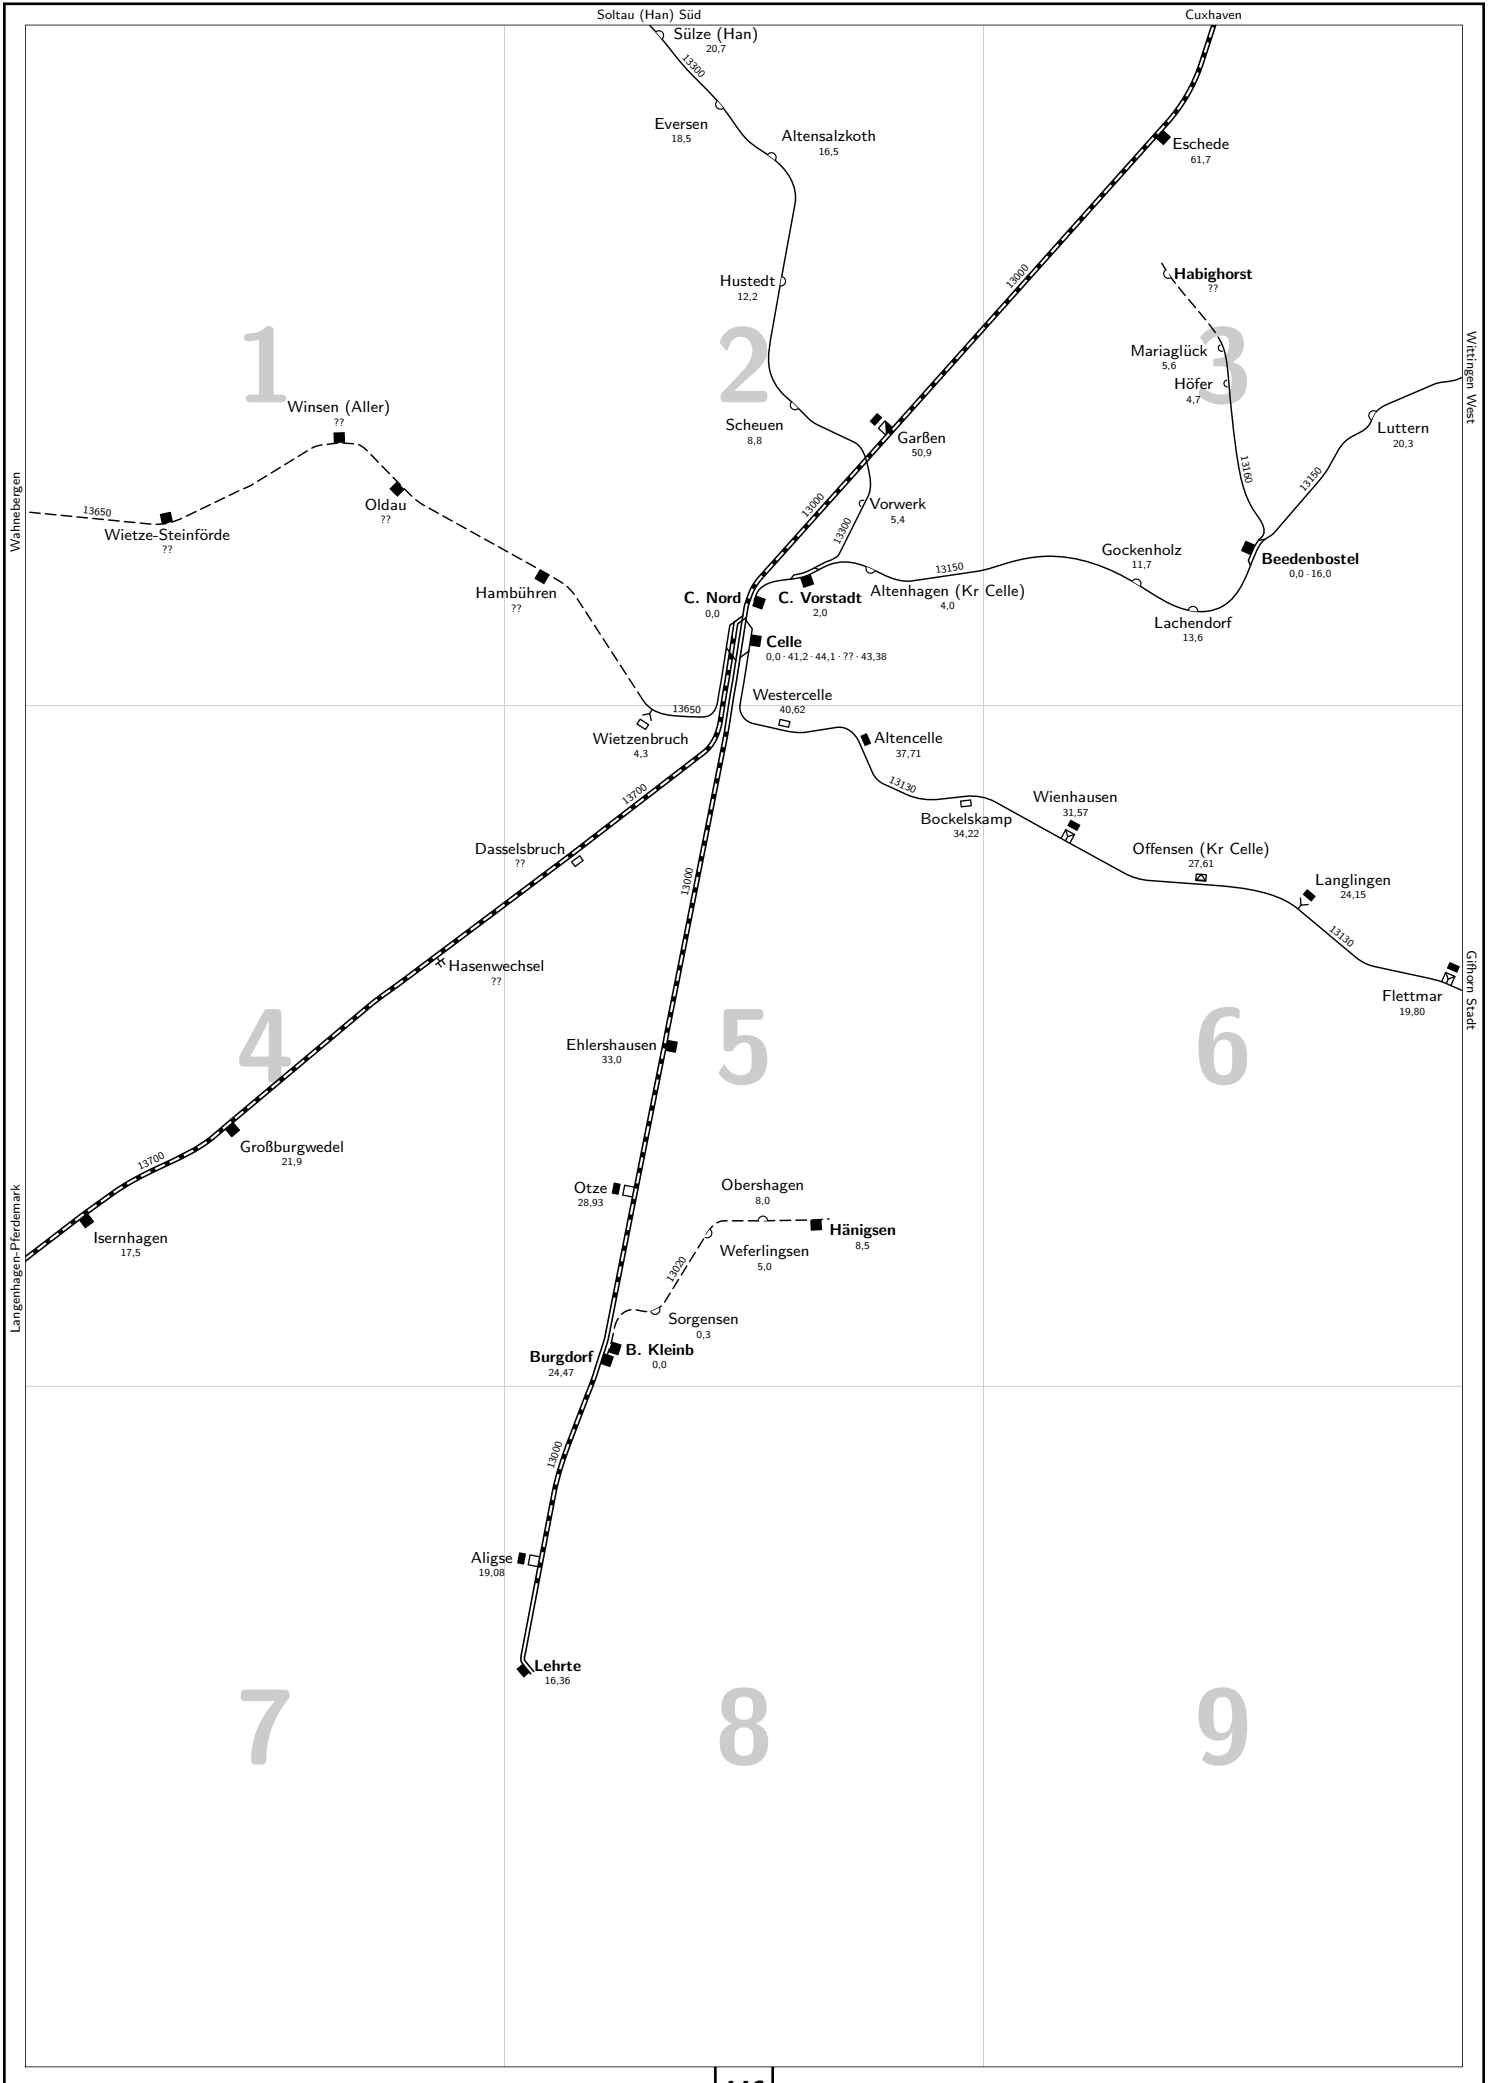 Soltau (Han) Süd
Cuxhaven
Sülze (Han)
20,7
13300
Eversen
18,5
Altensalzkoth
16,5
Eschede
61,7
Hustedt
12,2
13000
Habighorst
??
1
2
3
Mariaglück
5,6
Höfer
4,7
Wittingen West
Winsen (Aller)
??
Scheuen
8,8
Garßen
50,9
Luttern
20,3
13160
13150
Wahnebergen
13650
Wietze-Steinförde
??
Oldau
??
13000
Vorwerk
5,4
13300
Hambühren
??
C. Nord
0,0
C. Vorstadt
2,0
Altenhagen (Kr Celle)
4,0
13150
Gockenholz
11,7
Beedenbostel
0,0 · 16,0
Lachendorf
13,6
Celle
0,0 · 41,2 · 44,1 · ?? · 43,38
Westercelle
40,62
13650
Wietzenbruch
4,3
Altencelle
37,71
13130
13700
Bockelskamp
34,22
Wienhausen
31,57
Dasselsbruch
??
13000
Offensen (Kr Celle)
27,61
Langlingen
24,15
13130
Hasenwechsel
??
Flettmar
19,80
Gifhorn Stadt
4
5
6
Ehlershausen
33,0
Großburgwedel
21,9
13700
Langenhagen-Pferdemark
Isernhagen
17,5
Otze
28,93
Obershagen
8,0
Hänigsen
8,5
Weferlingsen
5,0
13020
Sorgensen
0,3
Burgdorf
24,47
B. Kleinb
0,0
13000
Aligse
19,08
Lehrte
16,36
7
8
9